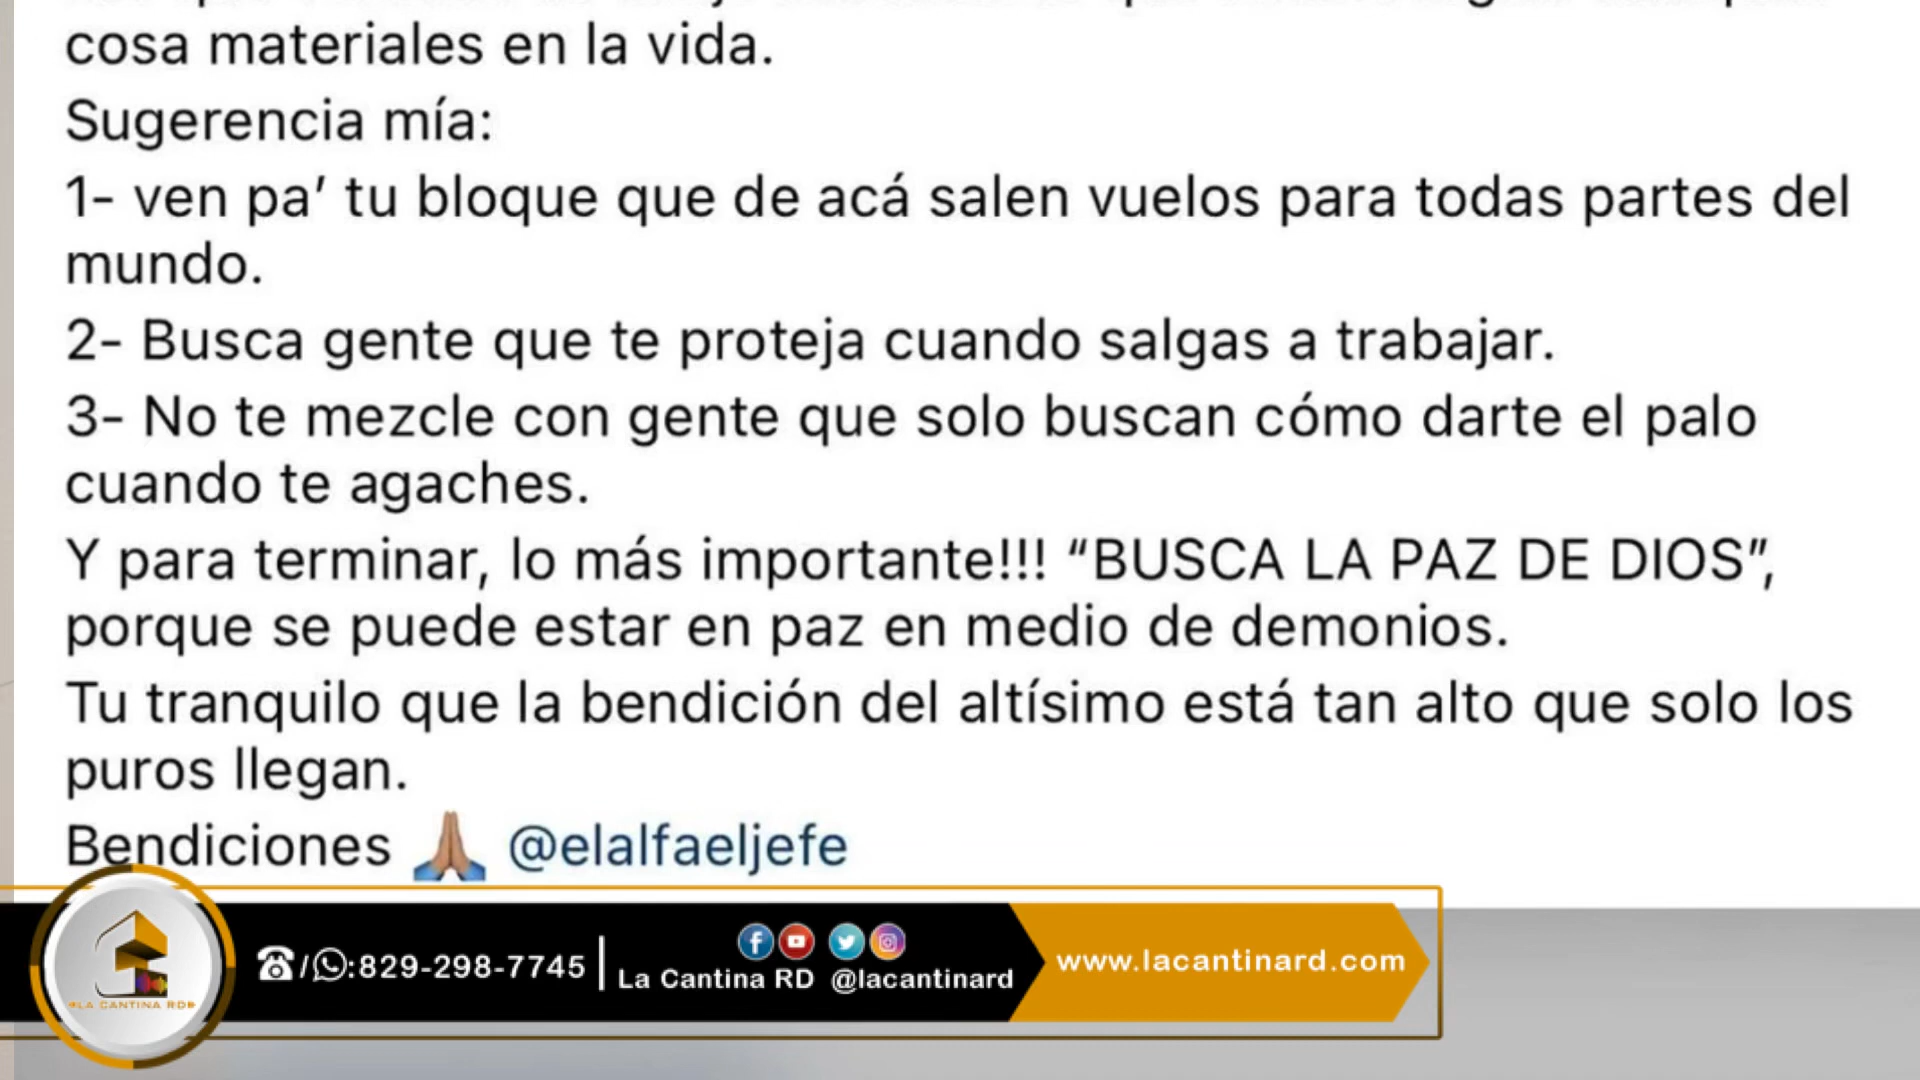 cosa materiales en la vida.
Sugerencia mía:
1- ven pa’ tu bloque que de acá salen vuelos para todas partes del
mundo.
2- Busca gente que te proteja cuando salgas a trabajar.
3- No te mezcle con gente que solo buscan cómo darte el palo
cuando te agaches.
Y para terminar, lo más importante!!! “BUSCA LA PAZ DE DIOS”,
porque se puede estar en paz en medio de demonios.
Tu tranquilo que la bendición del altísimo está tan alto que solo los
puros llegan.
Bendiciones 🙏🏽 @elalfaeljefe
LA CANTINA RD
:829-298-7745
La Cantina RD @lacantinard
www.lacantinard.com